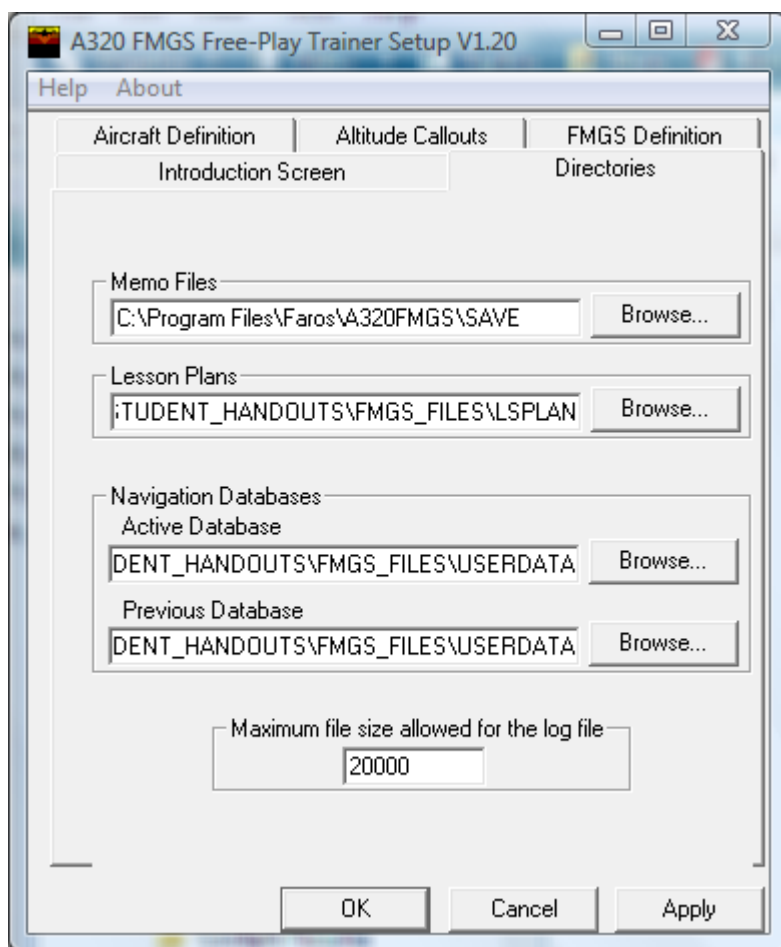 A320 FMGS Free-Play Trainer Setup V1.20
Help About
Aircraft Definition Altitude Callouts FMGS Definition
Introduction Screen Directories
Memo Files
C:\Program Files\Faros\A320FMGS\SAVE Browse...
Lesson Plans
STUDENT_HANDOUTS\FMGS_FILES\LSPLAN Browse...
Navigation Databases
Active Database
DENT_HANDOUTS\FMGS_FILES\USERDATA Browse...
Previous Database
DENT_HANDOUTS\FMGS_FILES\USERDATA Browse...
Maximum file size allowed for the log file
20000
OK Cancel Apply